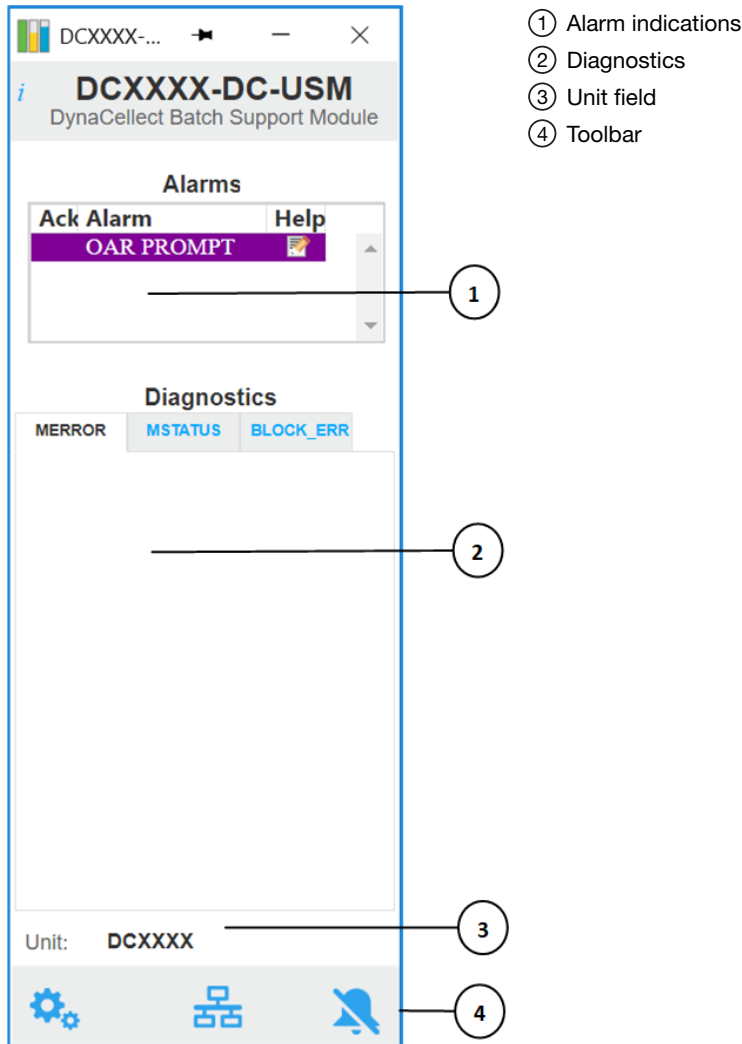 DCXXXX-...
i DCXXXX-DC-USM
DynaCellect Batch Support Module
Alarms
Ack Alarm Help
OAR PROMPT
1
Diagnostics
MERROR MSTATUS BLOCK_ERR
2
Unit: DCXXXX
3
4
1 Alarm indications
2 Diagnostics
3 Unit field
4 Toolbar